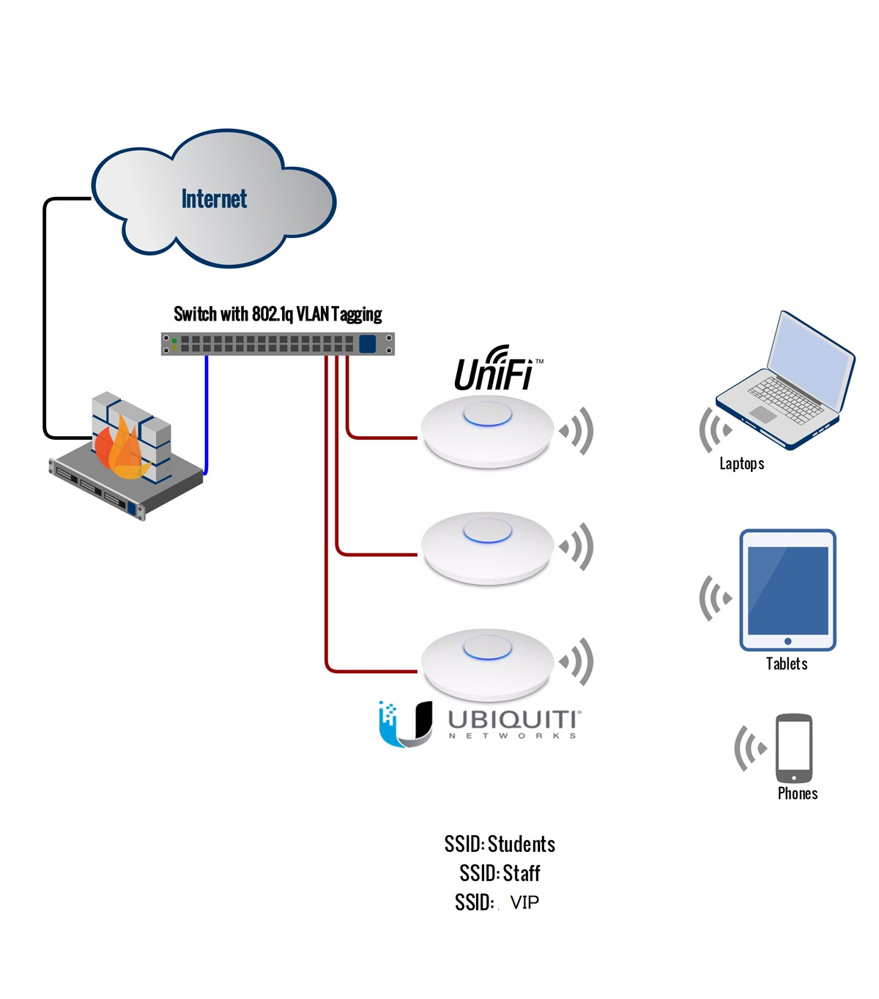 Internet
Switch with 802.1q VLAN Tagging
UniFi™
Laptops
Tablets
UBIQUITI®
NETWORKS
Phones
SSID: Students
SSID: Staff
SSID: VIP